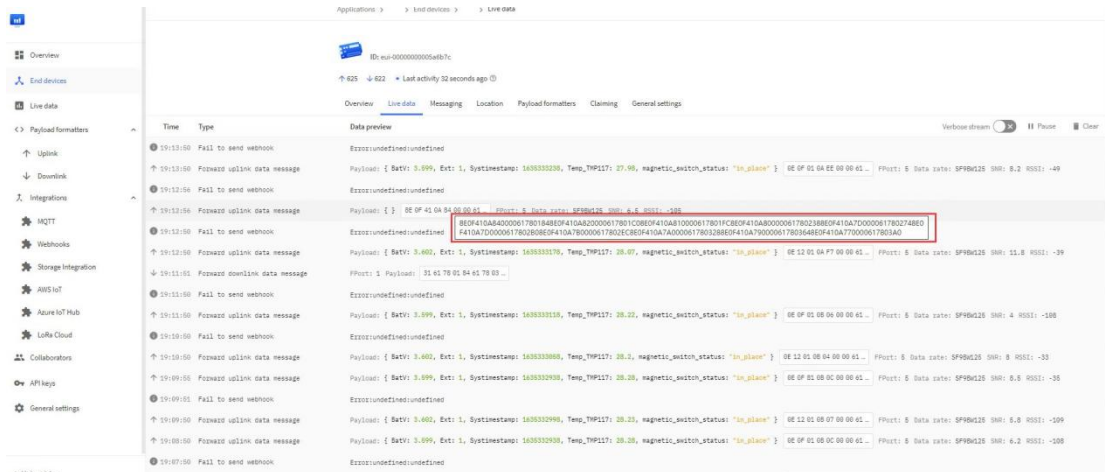 Applications > > End devices > > Live data
ID: eui-00000000005a6b7c
↑ 625 ↓ 622 • Last activity 32 seconds ago
Overview Live data Messaging Location Payload formatters Claiming General settings
Overview
End devices
Live data
Payload formatters
Uplink
Downlink
Integrations
MQTT
Webhooks
Storage Integration
AWS IoT
Azure IoT Hub
LoRa Cloud
Collaborators
API keys
General settings
Time Type Data preview Verbose stream Pause Clear
19:13:50 Fail to send webhook Error:undefined:undefined
↑ 19:13:50 Forward uplink data message Payload: { BatV: 3.599, Ext: 1, Systimestamp: 1635333238, Temp_TMP117: 27.98, magnetic_switch_status: "in_place" } 8E 0F 01 0A EE 00 00 61 … FPort: 5 Data rate: SF9BW125 SNR: 8.2 RSSI: -49
19:12:56 Fail to send webhook Error:undefined:undefined
↑ 19:12:56 Forward uplink data message Payload: { } 8E 0F 41 0A 84 00 00 61 … FPort: 5 Data rate: SF9BW125 SNR: 6.5 RSSI: -105
8E0F410A840000617801848E0F410A820000617801C08E0F410A810000617801FC8E0F410A800000617802388E0F410A7D0000617802748E0
F410A7D0000617802B08E0F410A7B0000617802EC8E0F410A7A0000617803288E0F410A790000617803648E0F410A770000617803A0
19:12:50 Fail to send webhook Error:undefined:undefined
↑ 19:12:50 Forward uplink data message Payload: { BatV: 3.602, Ext: 1, Systimestamp: 1635333178, Temp_TMP117: 28.07, magnetic_switch_status: "in_place" } 8E 12 01 0A F7 00 00 61 … FPort: 5 Data rate: SF9BW125 SNR: 11.8 RSSI: -39
↓ 19:11:51 Forward downlink data message FPort: 1 Payload: 31 61 78 01 84 61 78 03 …
19:11:50 Fail to send webhook Error:undefined:undefined
↑ 19:11:50 Forward uplink data message Payload: { BatV: 3.599, Ext: 1, Systimestamp: 1635333118, Temp_TMP117: 28.22, magnetic_switch_status: "in_place" } 8E 0F 01 0B 06 00 00 61 … FPort: 5 Data rate: SF9BW125 SNR: 4 RSSI: -108
19:10:50 Fail to send webhook Error:undefined:undefined
↑ 19:10:50 Forward uplink data message Payload: { BatV: 3.602, Ext: 1, Systimestamp: 1635333058, Temp_TMP117: 28.2, magnetic_switch_status: "in_place" } 8E 12 01 0B 04 00 00 61 … FPort: 5 Data rate: SF9BW125 SNR: 8 RSSI: -33
↑ 19:09:55 Forward uplink data message Payload: { BatV: 3.599, Ext: 1, Systimestamp: 1635332938, Temp_TMP117: 28.28, magnetic_switch_status: "in_place" } 8E 0F 81 0B 0C 00 00 61 … FPort: 5 Data rate: SF9BW125 SNR: 8.5 RSSI: -35
19:09:51 Fail to send webhook Error:undefined:undefined
↑ 19:09:50 Forward uplink data message Payload: { BatV: 3.602, Ext: 1, Systimestamp: 1635332998, Temp_TMP117: 28.23, magnetic_switch_status: "in_place" } 8E 12 01 0B 07 00 00 61 … FPort: 5 Data rate: SF9BW125 SNR: 5.8 RSSI: -109
↑ 19:08:50 Forward uplink data message Payload: { BatV: 3.599, Ext: 1, Systimestamp: 1635332938, Temp_TMP117: 28.28, magnetic_switch_status: "in_place" } 8E 0F 01 0B 0C 00 00 61 … FPort: 5 Data rate: SF9BW125 SNR: 6.2 RSSI: -108
19:07:50 Fail to send webhook Error:undefined:undefined